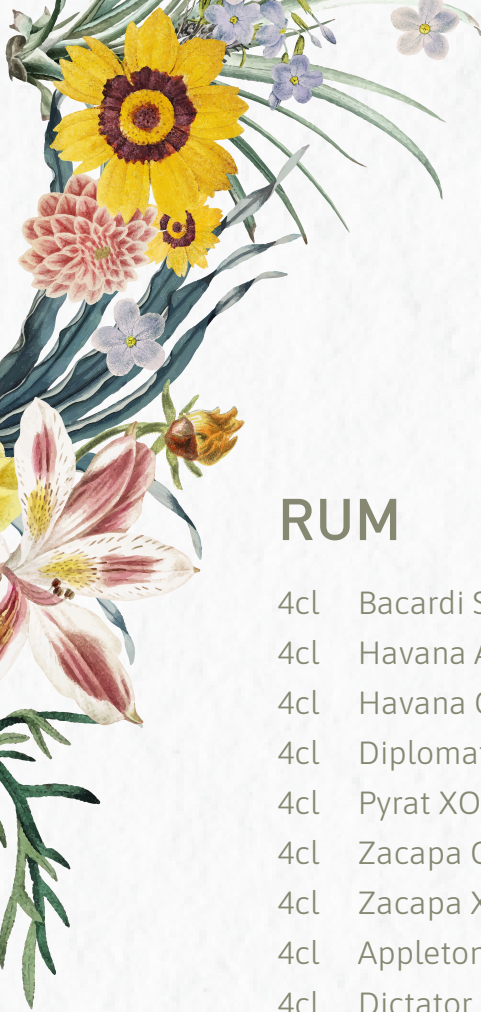 RUM
4cl Bacardi S
4cl Havana A
4cl Havana
4cl Diplomat
4cl Pyrat XO
4cl Zacapa
4cl Zacapa X
4cl Appleton
4cl Dictator